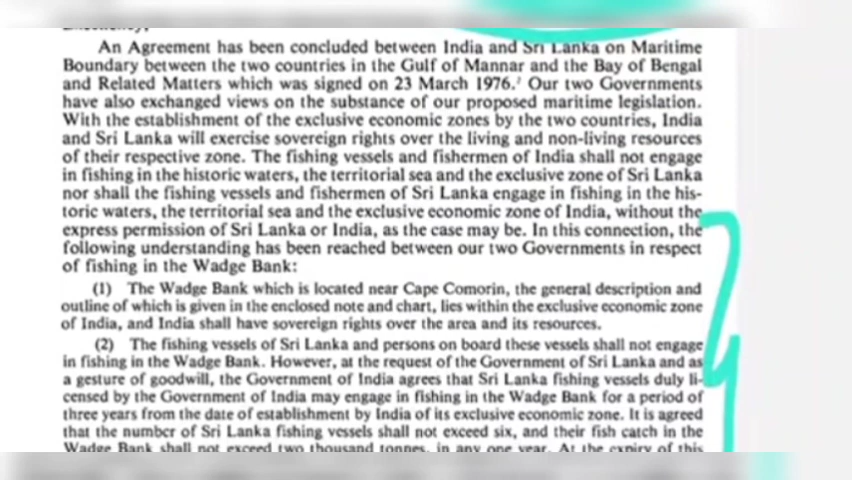 An Agreement has been concluded between India and Sri Lanka on Maritime
Boundary between the two countries in the Gulf of Mannar and the Bay of Bengal
and Related Matters which was signed on 23 March 1976.¹ Our two Governments
have also exchanged views on the substance of our proposed maritime legislation.
With the establishment of the exclusive economic zones by the two countries, India
and Sri Lanka will exercise sovereign rights over the living and non-living resources
of their respective zone. The fishing vessels and fishermen of India shall not engage
in fishing in the historic waters, the territorial sea and the exclusive zone of Sri Lanka
nor shall the fishing vessels and fishermen of Sri Lanka engage in fishing in the his-
toric waters, the territorial sea and the exclusive economic zone of India, without the
express permission of Sri Lanka or India, as the case may be. In this connection, the
following understanding has been reached between our two Governments in respect
of fishing in the Wadge Bank:
(1) The Wadge Bank which is located near Cape Comorin, the general description and
outline of which is given in the enclosed note and chart, lies within the exclusive economic zone
of India, and India shall have sovereign rights over the area and its resources.
(2) The fishing vessels of Sri Lanka and persons on board these vessels shall not engage
in fishing in the Wadge Bank. However, at the request of the Government of Sri Lanka and as
a gesture of goodwill, the Government of India agrees that Sri Lanka fishing vessels duly li-
censed by the Government of India may engage in fishing in the Wadge Bank for a period of
three years from the date of establishment by India of its exclusive economic zone. It is agreed
that the number of Sri Lanka fishing vessels shall not exceed six, and their fish catch in the
Wadge Bank shall not exceed two thousand tonnes, in any one year. At the expiry of this